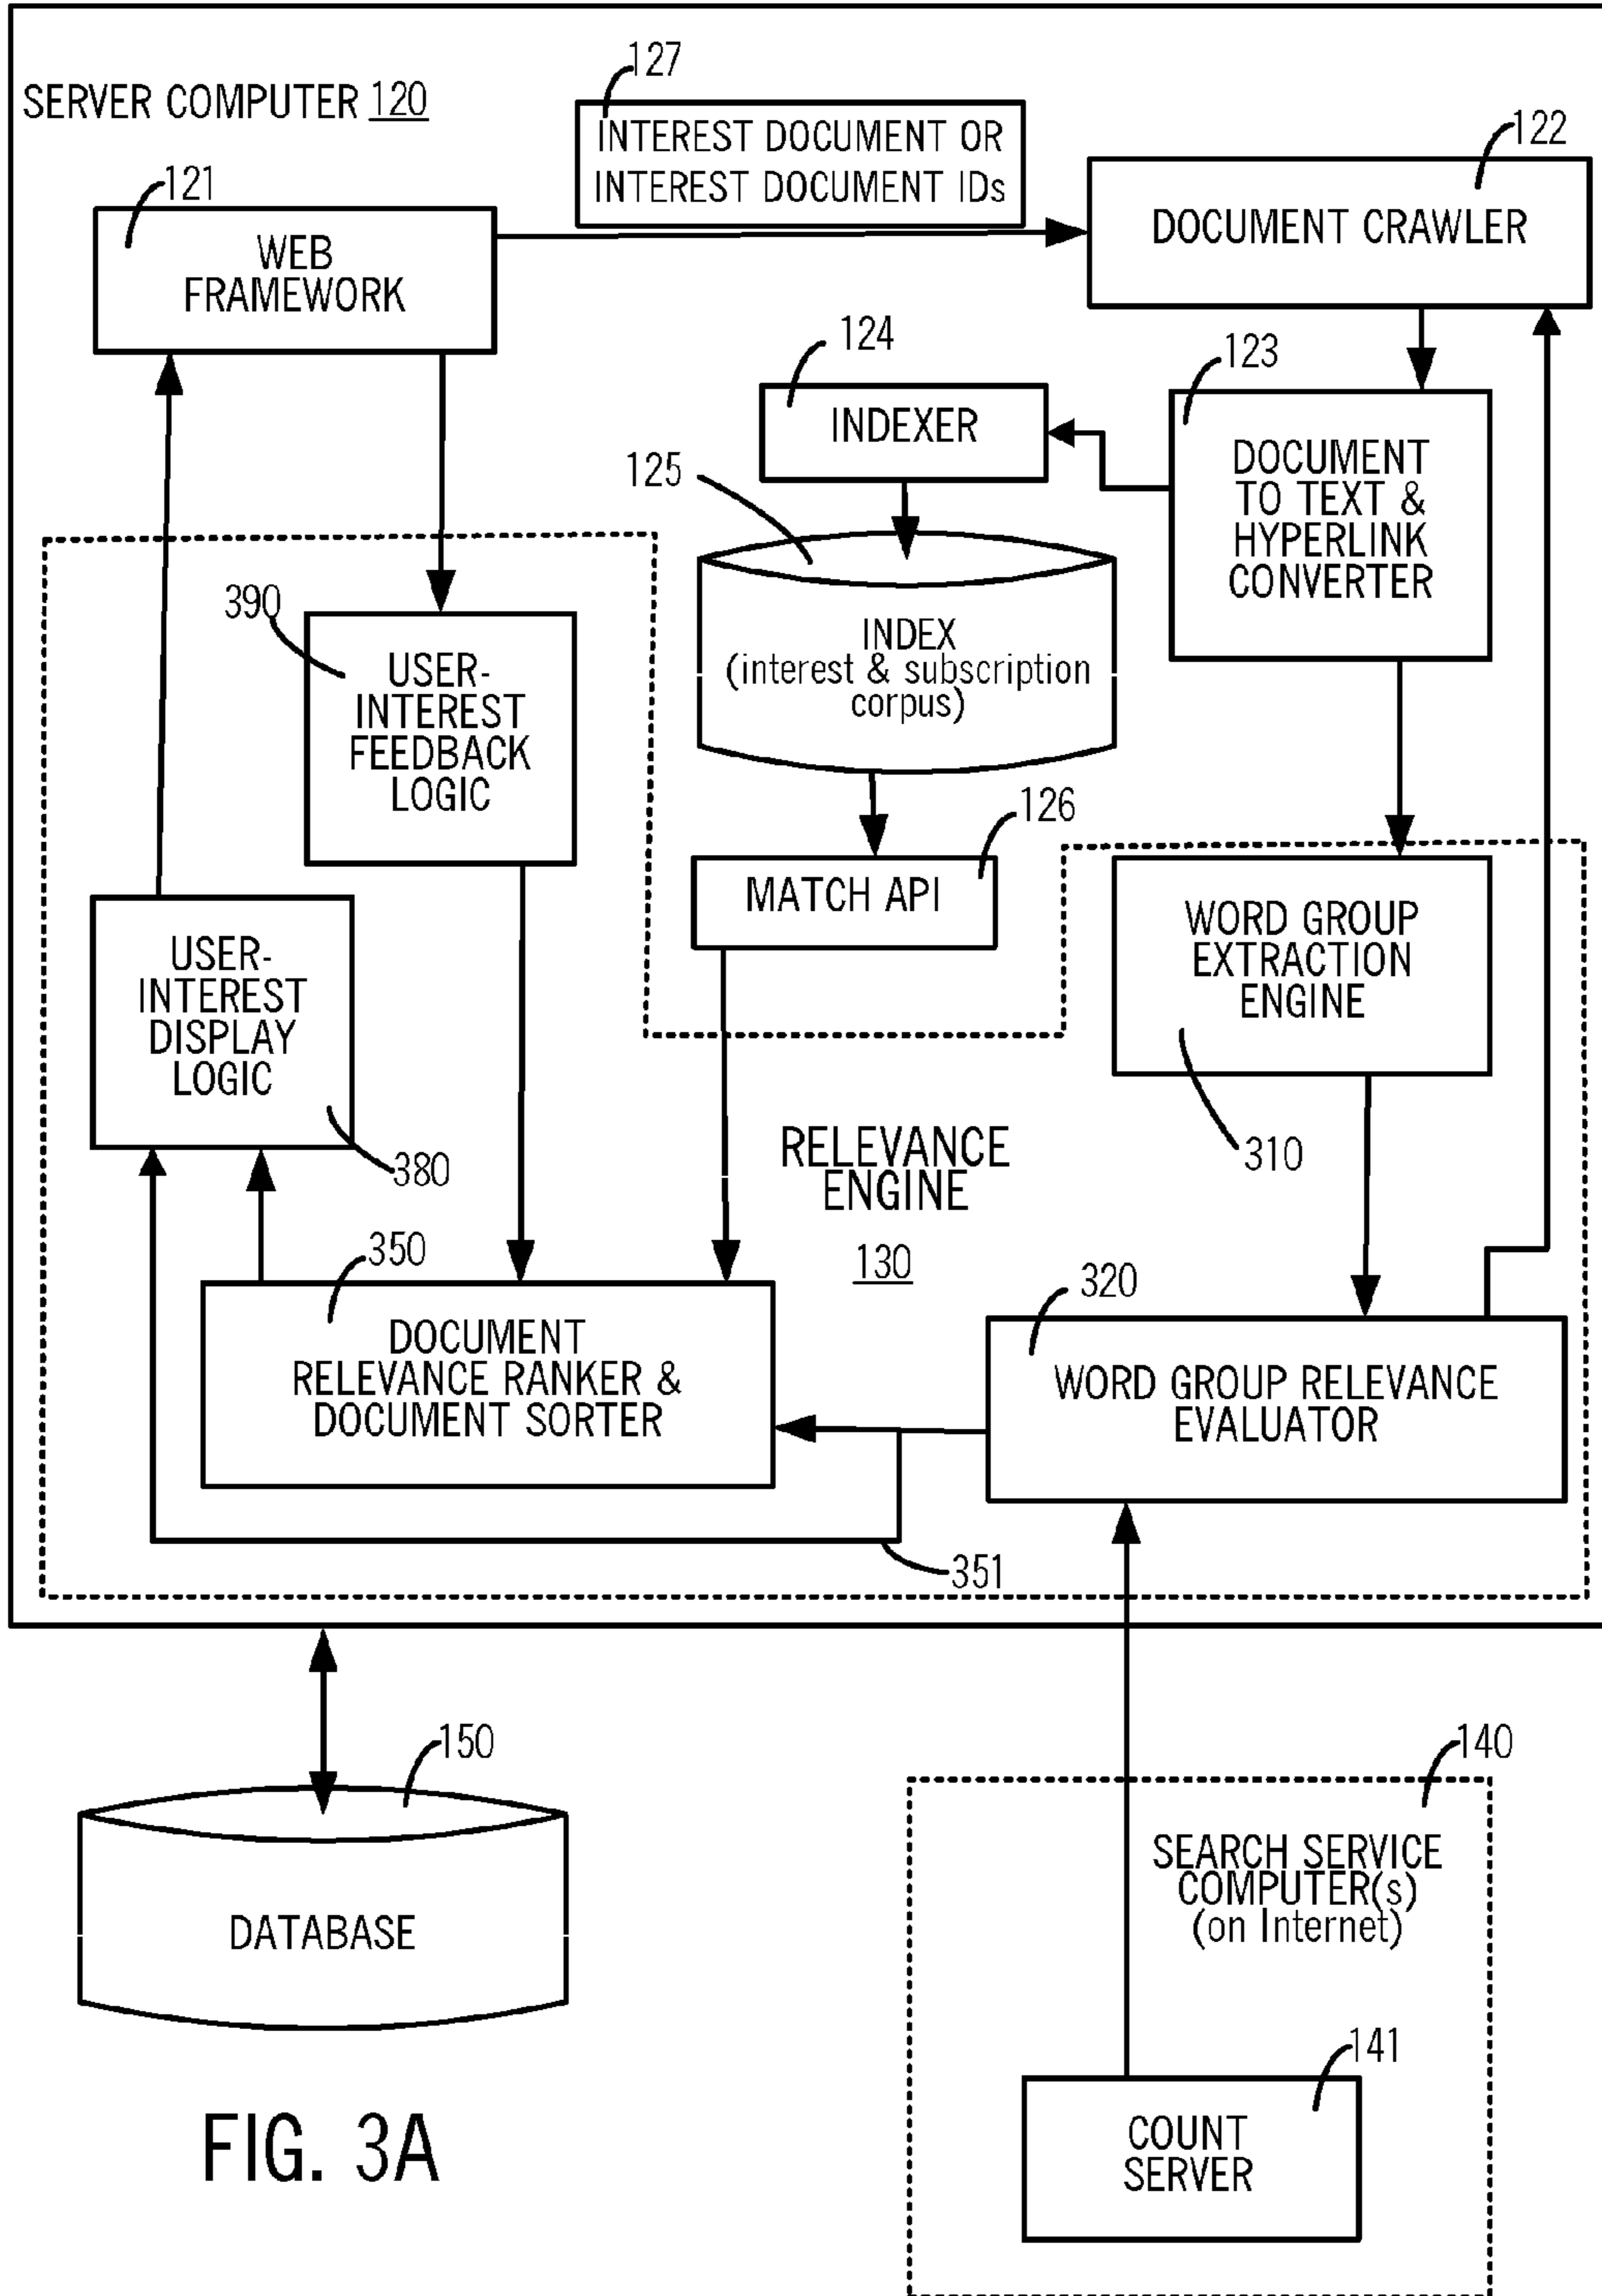 SERVER COMPUTER 120
127
INTEREST DOCUMENT OR
INTEREST DOCUMENT IDs
122
DOCUMENT CRAWLER
121
WEB
FRAMEWORK
124
INDEXER
123
DOCUMENT
TO TEXT &
HYPERLINK
CONVERTER
125
INDEX
(interest & subscription
corpus)
390
USER-
INTEREST
FEEDBACK
LOGIC
126
MATCH API
WORD GROUP
EXTRACTION
ENGINE
310
USER-
INTEREST
DISPLAY
LOGIC
380
RELEVANCE
ENGINE
130
350
DOCUMENT
RELEVANCE RANKER &
DOCUMENT SORTER
320
WORD GROUP RELEVANCE
EVALUATOR
351
150
DATABASE
140
SEARCH SERVICE
COMPUTER(s)
(on Internet)
141
COUNT
SERVER
FIG. 3A